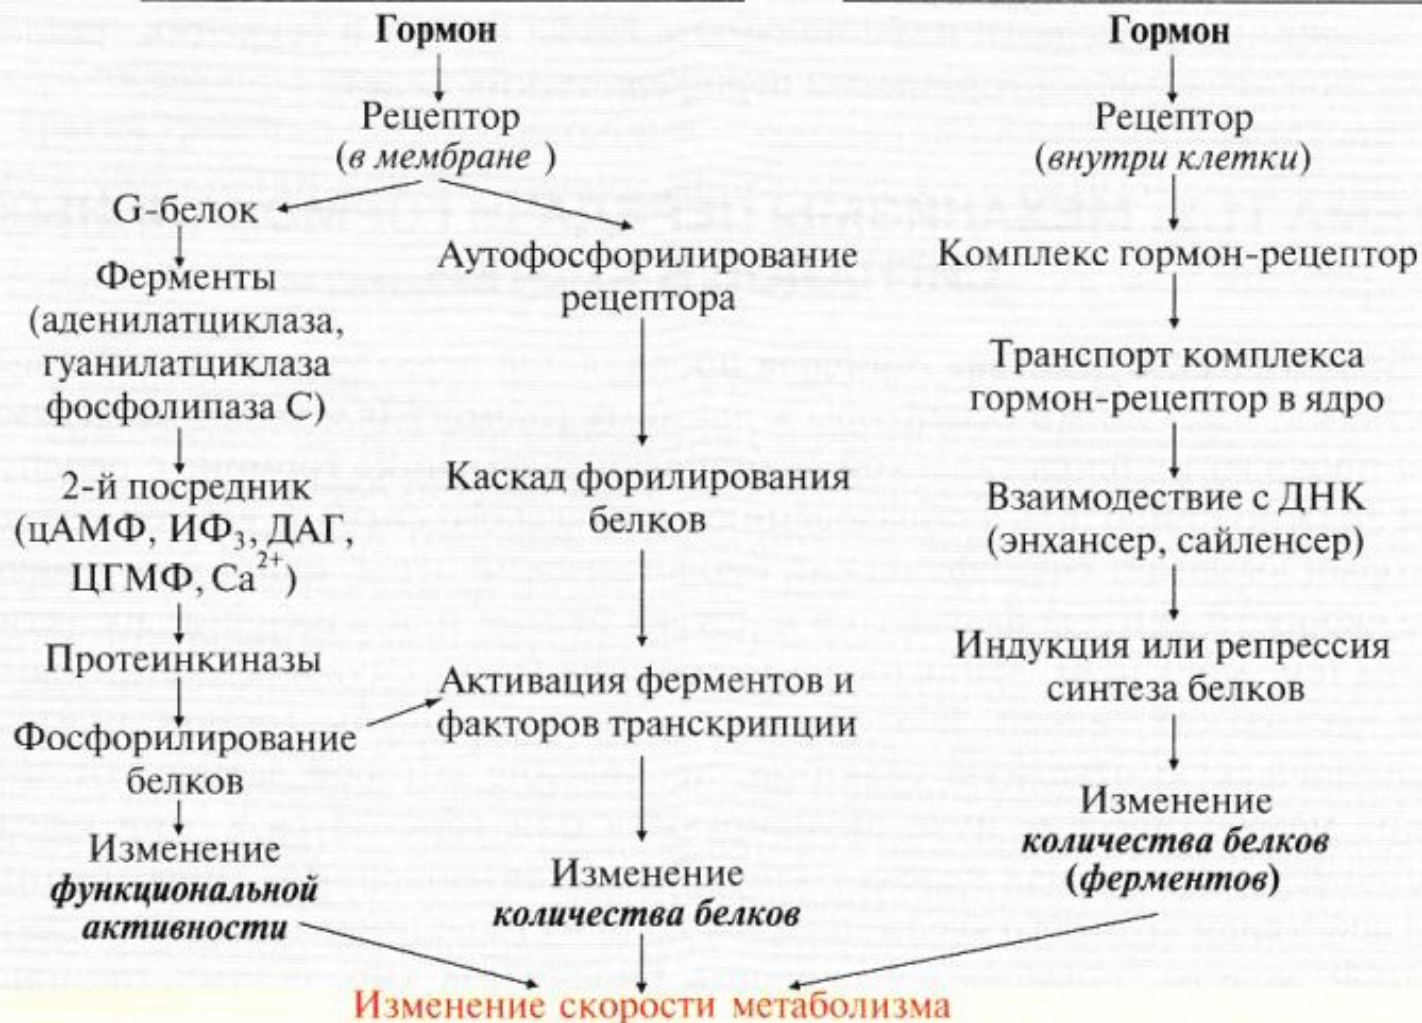 Гормон
Рецептор
(в мембране )
G-белок
Ферменты
(аденилатциклаза,
гуанилатциклаза
фосфолипаза С)
2-й посредник
(цАМФ, ИФ₃, ДАГ,
ЦГМФ, Ca²⁺)
Протеинкиназы
Фосфорилирование
белков
Изменение
функциональной
активности
Аутофосфорилирование
рецептора
Каскад форилирования
белков
Активация ферментов и
факторов транскрипции
Изменение
количества белков
Гормон
Рецептор
(внутри клетки)
Комплекс гормон-рецептор
Транспорт комплекса
гормон-рецептор в ядро
Взаимодествие с ДНК
(энхансер, сайленсер)
Индукция или репрессия
синтеза белков
Изменение
количества белков
(ферментов)
Изменение скорости метаболизма